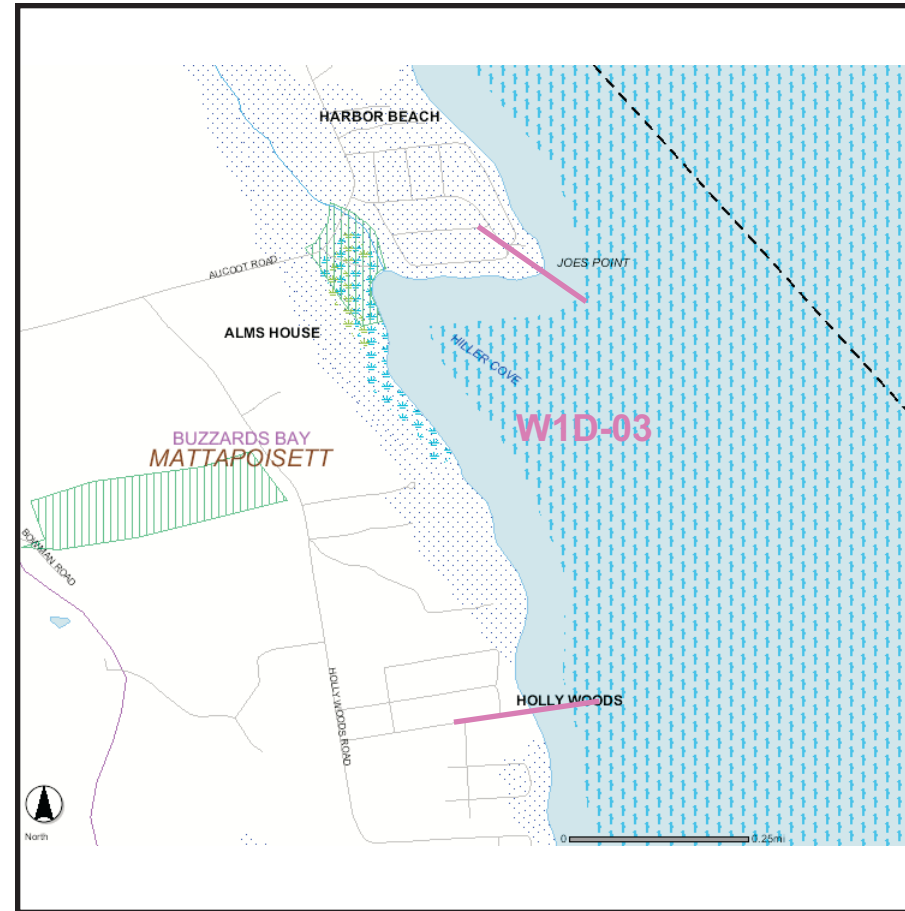 HARBOR BEACH
JOES POINT
AUCOOT ROAD
ALMS HOUSE
HILLER COVE
W1D-03
BUZZARDS BAY
MATTAPOISETT
BOWMAN ROAD
HOLLY WOODS ROAD
HOLLY WOODS
North
0 0.25mi